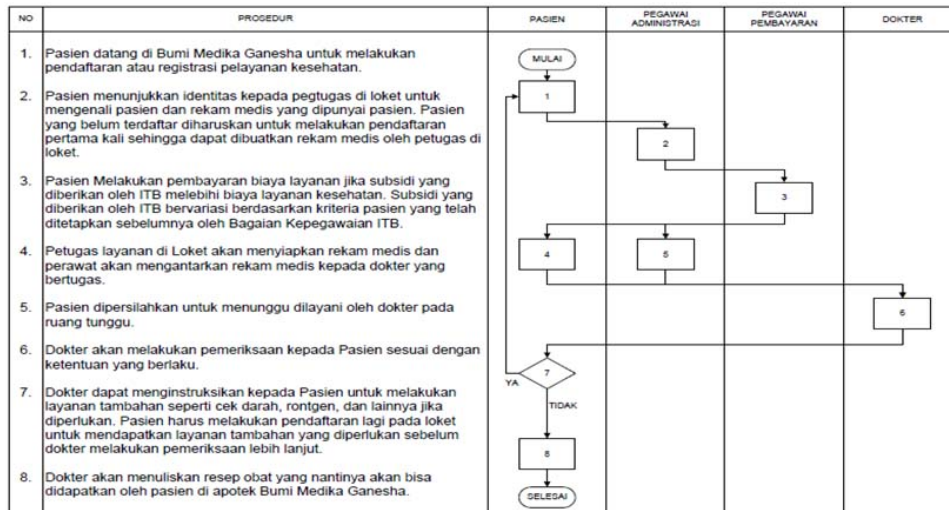 NO PROSEDUR PASIEN PEGAWAI ADMINISTRASI PEGAWAI PEMBAYARAN DOKTER
1. Pasien datang di Bumi Medika Ganesha untuk melakukan
pendaftaran atau registrasi pelayanan kesehatan.
2. Pasien menunjukkan identitas kepada pegtugas di loket untuk
mengenali pasien dan rekam medis yang dipunyai pasien. Pasien
yang belum terdaftar diharuskan untuk melakukan pendaftaran
pertama kali sehingga dapat dibuatkan rekam medis oleh petugas di
loket.
3. Pasien Melakukan pembayaran biaya layanan jika subsidi yang
diberikan oleh ITB melebihi biaya layanan kesehatan. Subsidi yang
diberikan oleh ITB bervariasi berdasarkan kriteria pasien yang telah
ditetapkan sebelumnya oleh Bagaian Kepegawaian ITB.
4. Petugas layanan di Loket akan menyiapkan rekam medis dan
perawat akan mengantarkan rekam medis kepada dokter yang
bertugas.
5. Pasien dipersilahkan untuk menunggu dilayani oleh dokter pada
ruang tunggu.
6. Dokter akan melakukan pemeriksaan kepada Pasien sesuai dengan
ketentuan yang berlaku.
7. Dokter dapat menginstruksikan kepada Pasien untuk melakukan
layanan tambahan seperti cek darah, rontgen, dan lainnya jika
diperlukan. Pasien harus melakukan pendaftaran lagi pada loket
untuk mendapatkan layanan tambahan yang diperlukan sebelum
dokter melakukan pemeriksaan lebih lanjut.
8. Dokter akan menuliskan resep obat yang nantinya akan bisa
didapatkan oleh pasien di apotek Bumi Medika Ganesha.
MULAI
1
2
3
4
5
6
7
YA
TIDAK
8
SELESAI